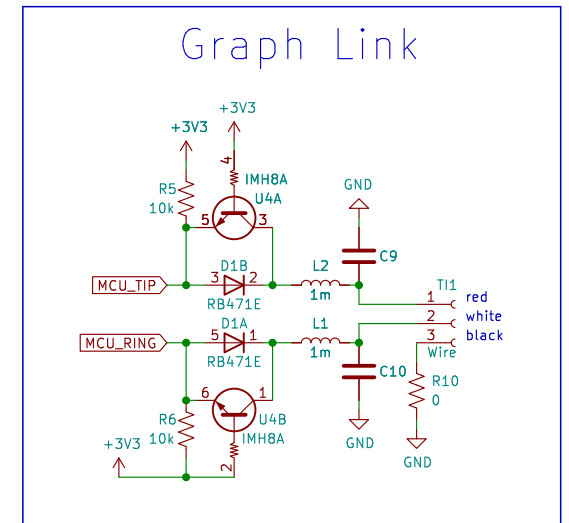 Graph Link
+3V3
+3V3
4
IMH8A
U4A
R5
10k
5
3
GND
C9
D1B
3
2
L2
MCU_TIP
RB471E
1m
TI1
1
red
D1A
L1
2
white
MCU_RING
5
1
3
black
RB471E
1m
Wire
C10
R10
0
6
1
R6
10k
U4B
IMH8A
+3V3
2
GND
GND